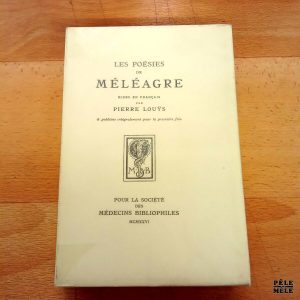 LES POÉSIES
DE
MÉLÉAGRE
MISES EN FRANÇAIS
PAR
PIERRE LOUŸS
& publiées intégralement pour la première fois
M B
POUR LA SOCIÉTÉ
DES
MÉDECINS BIBLIOPHILES
MCMXXVI
PÊLE
MÊLE